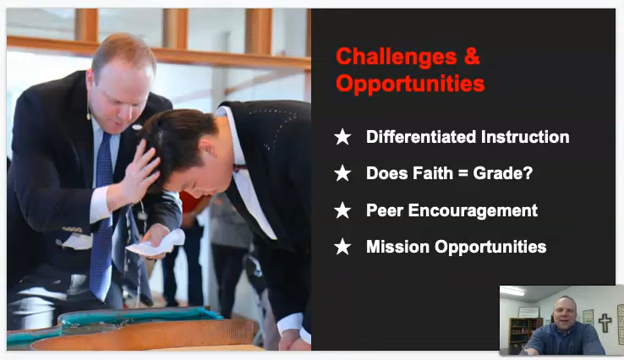 Challenges &
Opportunities
Differentiated Instruction
Does Faith = Grade?
Peer Encouragement
Mission Opportunities